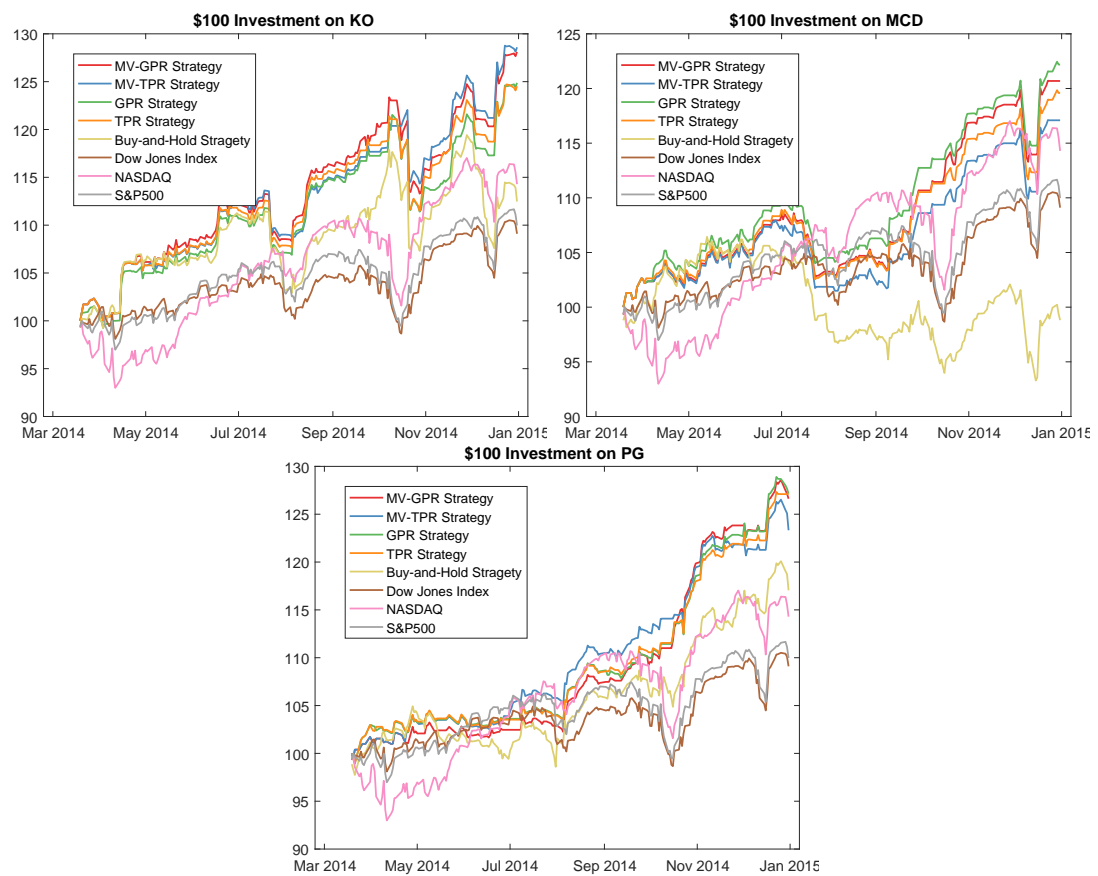 $100 Investment on KO
130
125
120
115
110
105
100
95
90
MV-GPR Strategy
MV-TPR Strategy
GPR Strategy
TPR Strategy
Buy-and-Hold Stragety
Dow Jones Index
NASDAQ
S&P500
Mar 2014 May 2014 Jul 2014 Sep 2014 Nov 2014 Jan 2015
$100 Investment on MCD
125
120
115
110
105
100
95
90
MV-GPR Strategy
MV-TPR Strategy
GPR Strategy
TPR Strategy
Buy-and-Hold Stragety
Dow Jones Index
NASDAQ
S&P500
Mar 2014 May 2014 Jul 2014 Sep 2014 Nov 2014 Jan 2015
$100 Investment on PG
130
125
120
115
110
105
100
95
90
MV-GPR Strategy
MV-TPR Strategy
GPR Strategy
TPR Strategy
Buy-and-Hold Stragety
Dow Jones Index
NASDAQ
S&P500
Mar 2014 May 2014 Jul 2014 Sep 2014 Nov 2014 Jan 2015